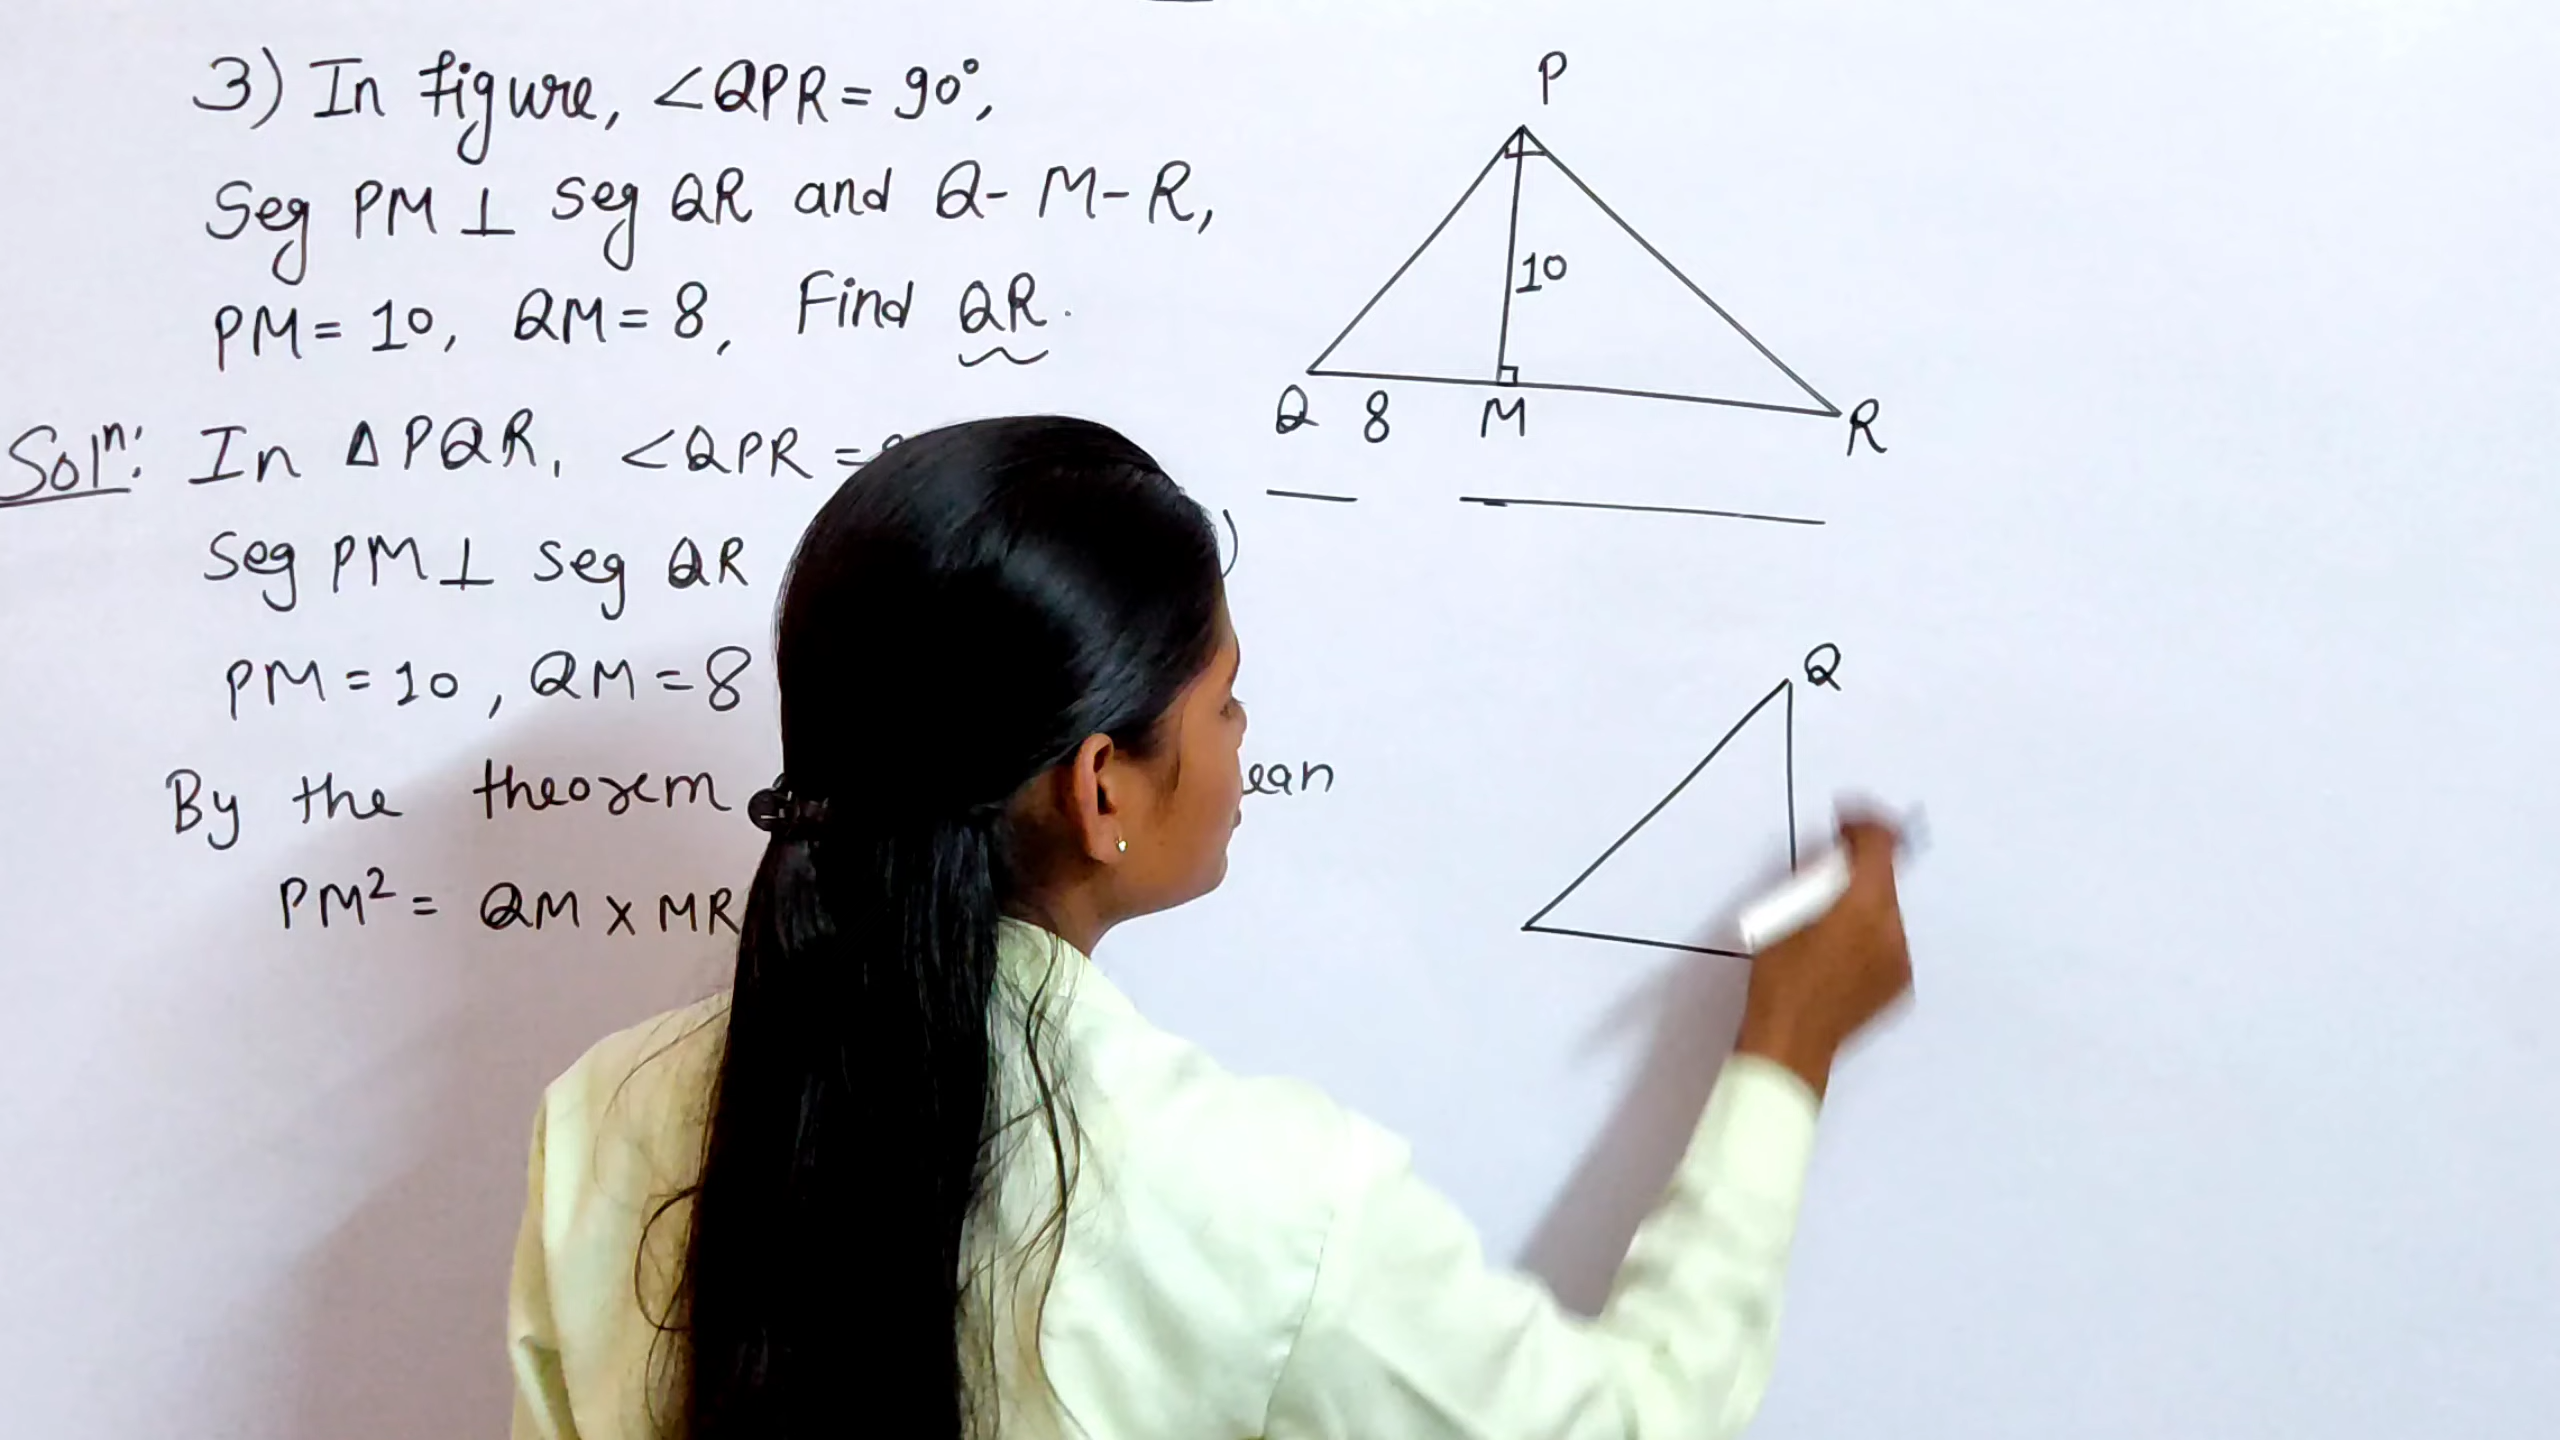 3) In figure, ∠QPR = 90°,
Seg PM ⊥ seg QR and Q-M-R,
PM = 10, QM = 8, Find QR.
Solⁿ: In Δ PQR, ∠QPR =
Seg PM ⊥ seg QR )
PM = 10, QM = 8
By the theorem
PM² = QM × MR
P
10
Q 8 M R
Q